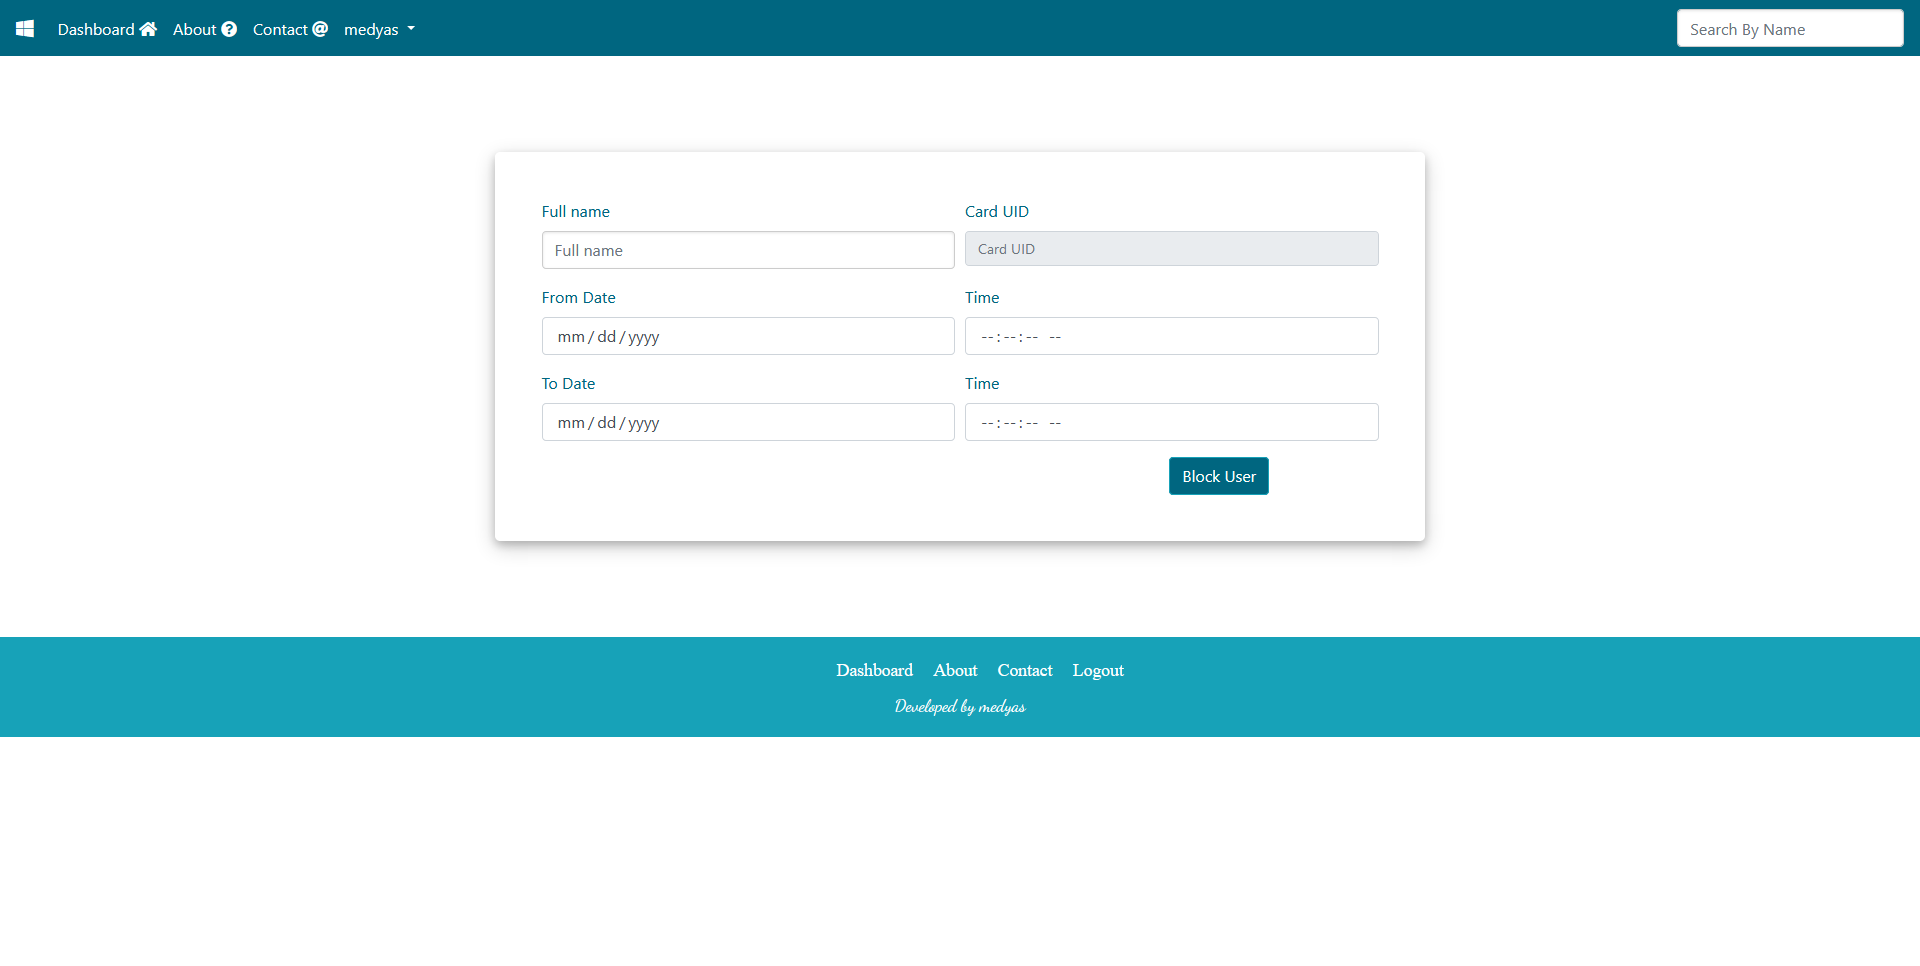 Dashboard About Contact medyas Search By Name
Full name Card UID
Full name Card UID
From Date Time
mm/dd/yyyy --:--:-- --
To Date Time
mm/dd/yyyy --:--:-- --
Block User
Dashboard About Contact Logout
Developed by medyas